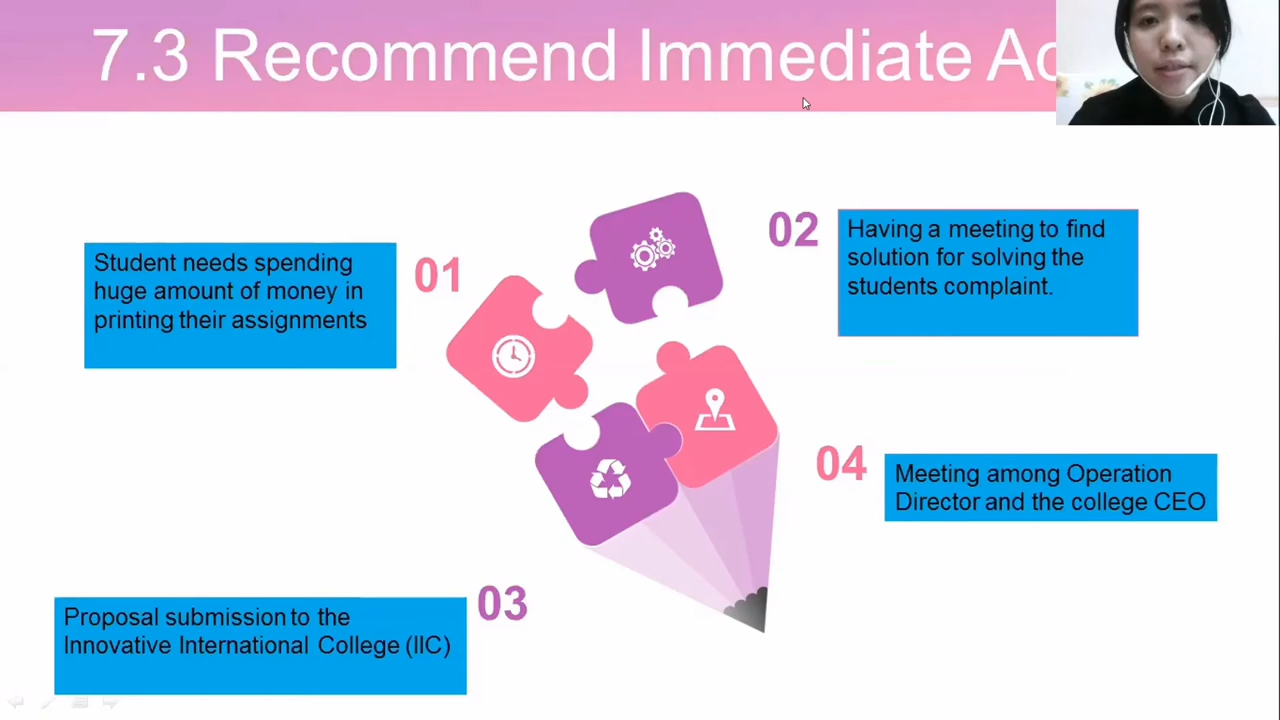 7.3 Recommend Immediate
01
Student needs spending
huge amount of money in
printing their assignments
02
Having a meeting to find
solution for solving the
students complaint.
03
Proposal submission to the
Innovative International College (IIC)
04
Meeting among Operation
Director and the college CEO